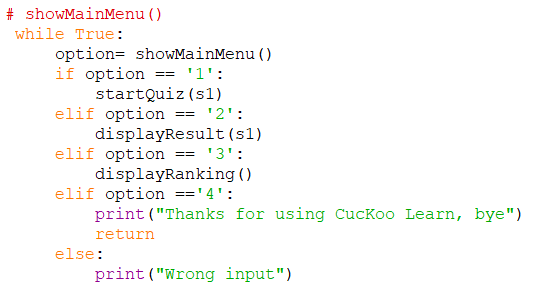 # showMainMenu()
while True:
option= showMainMenu()
if option == '1':
startQuiz(s1)
elif option == '2':
displayResult(s1)
elif option == '3':
displayRanking()
elif option =='4':
print("Thanks for using CucKoo Learn, bye")
return
else:
print("Wrong input")